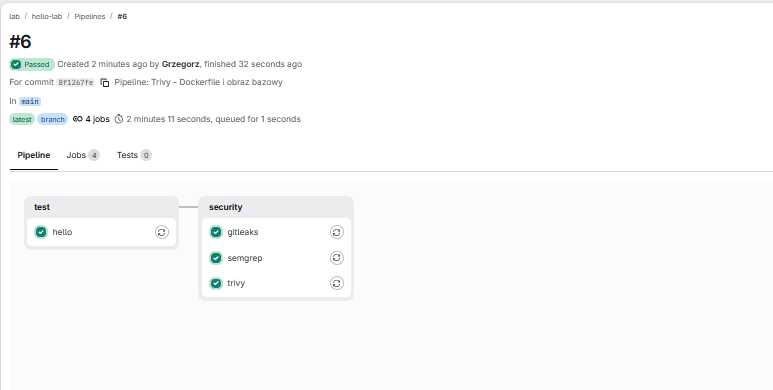 lab / hello-lab / Pipelines / #6
#6
Passed Created 2 minutes ago by Grzegorz, finished 32 seconds ago
For commit 8f1267fe Pipeline: Trivy - Dockerfile i obraz bazowy
In main
latest branch 4 jobs 2 minutes 11 seconds, queued for 1 seconds
Pipeline Jobs 4 Tests 0
test security
hello gitleaks
semgrep
trivy